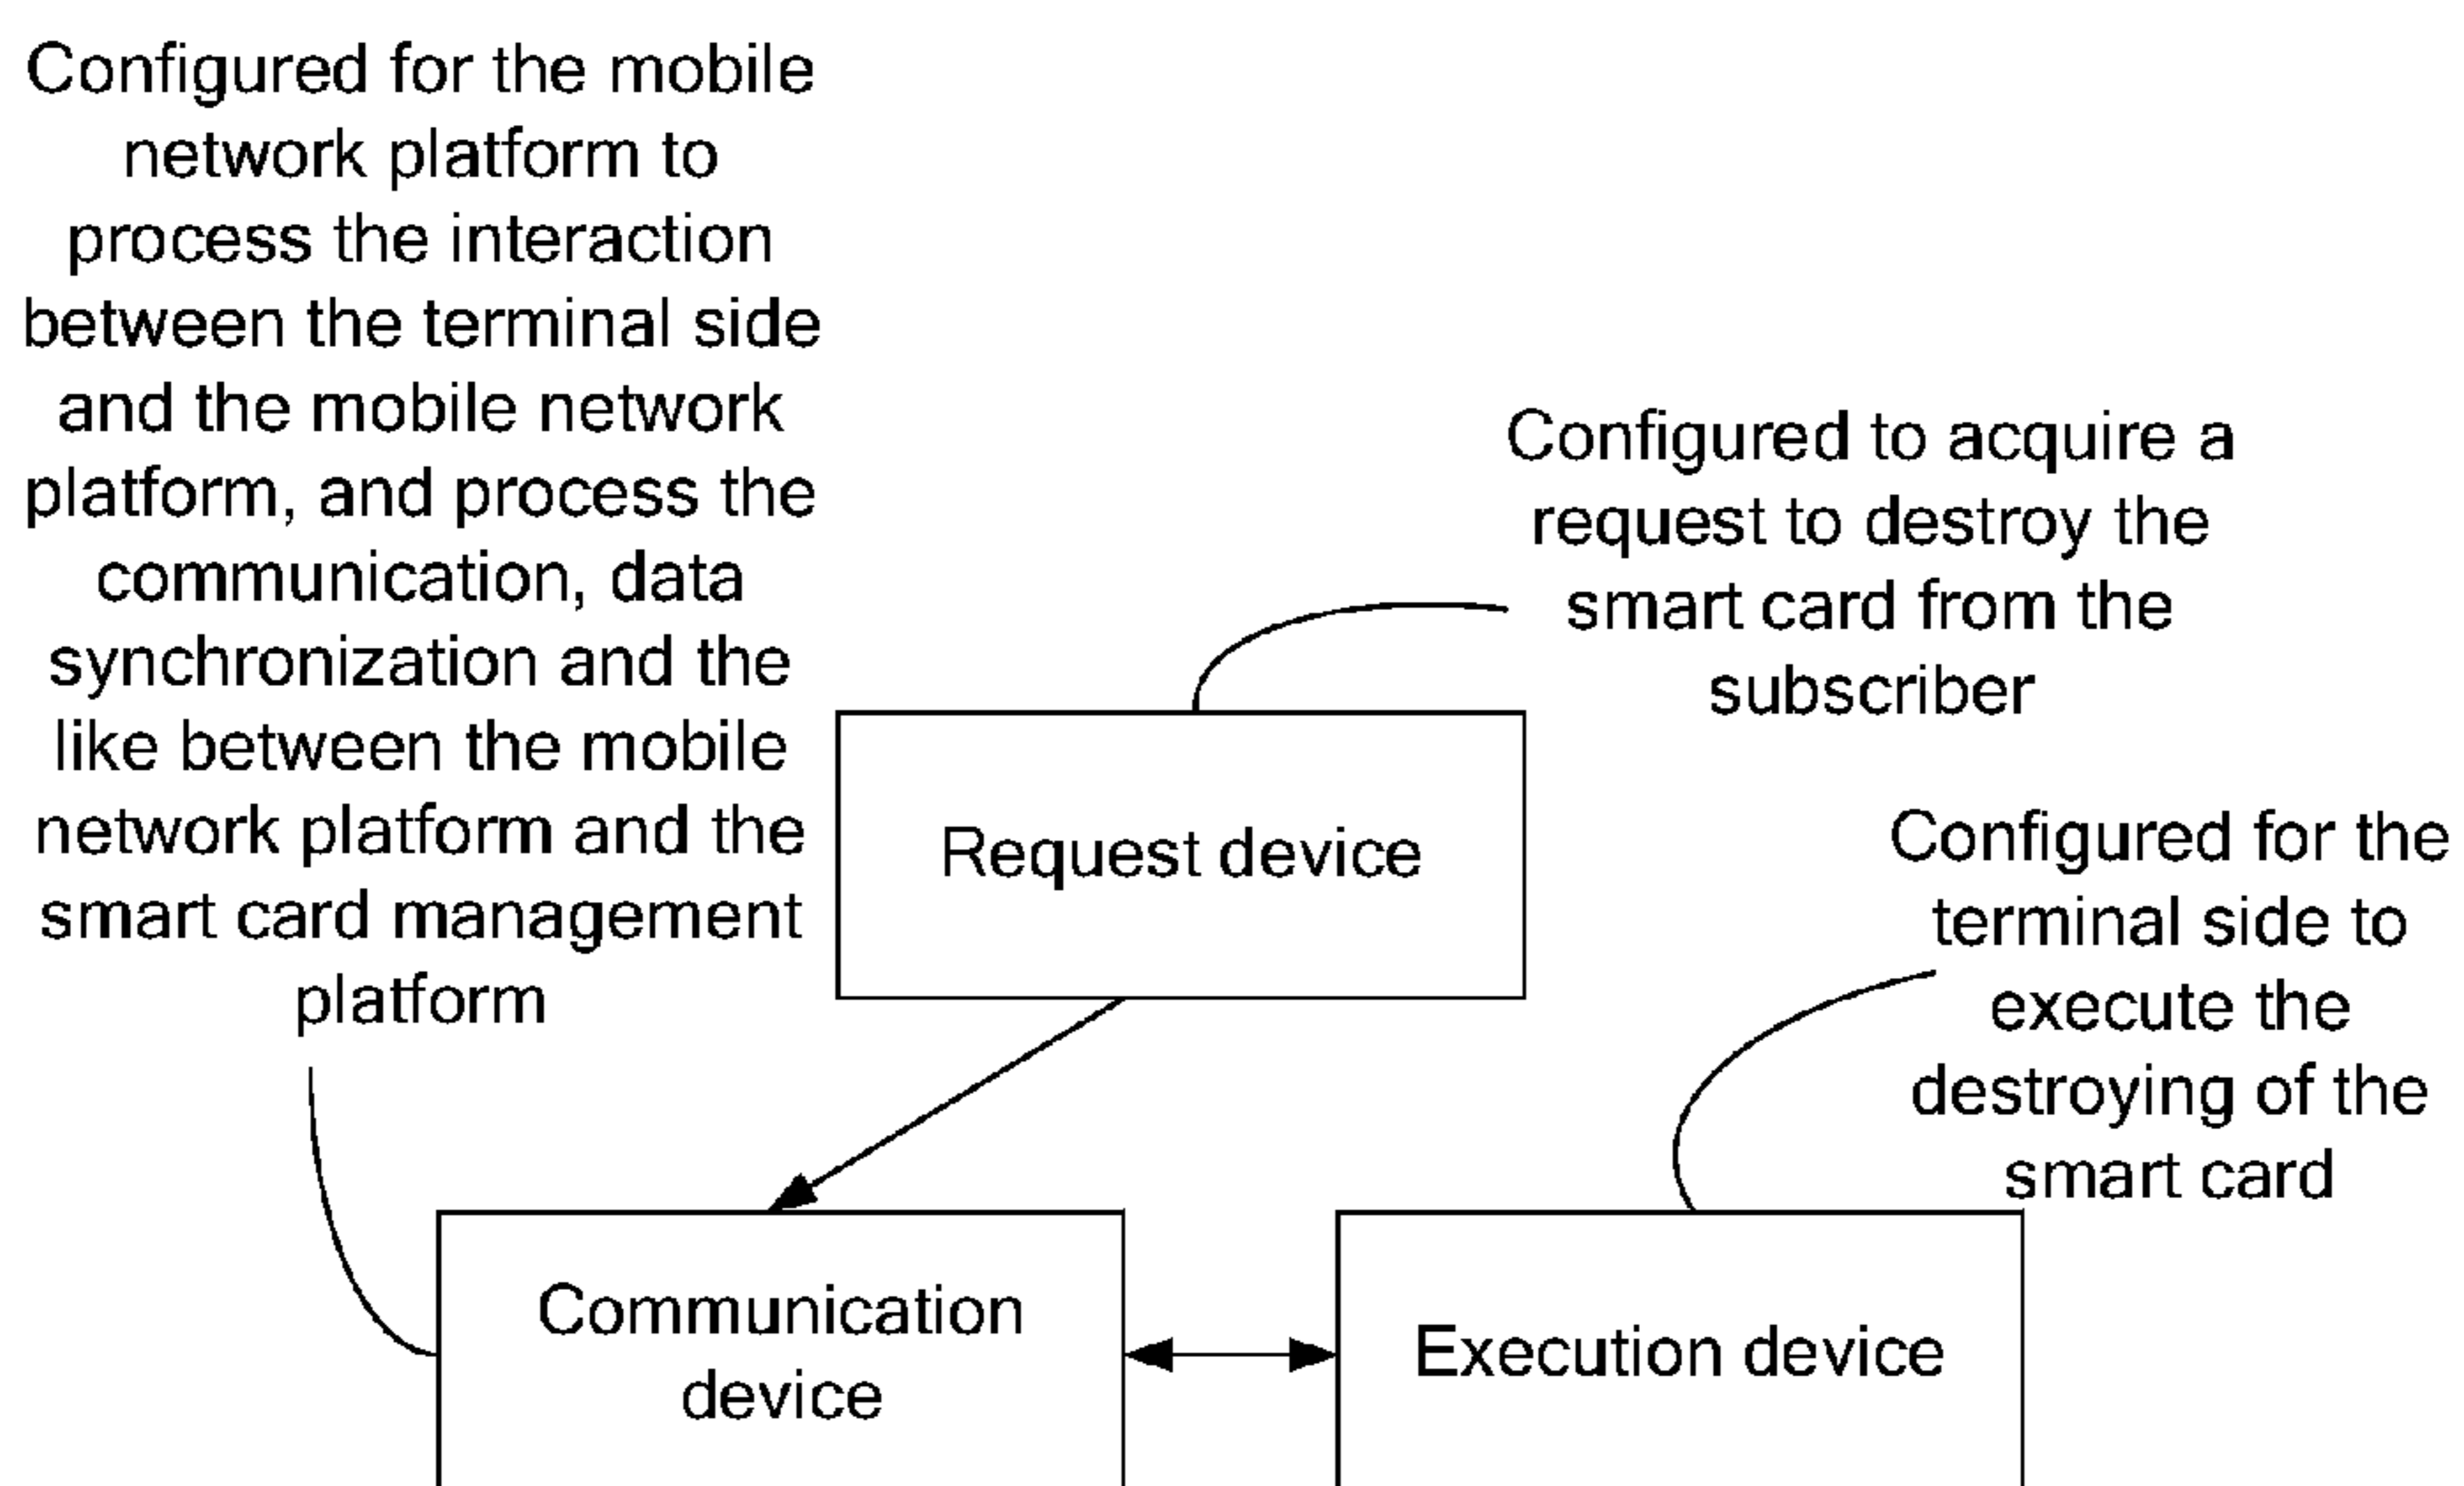 Configured for the mobile
network platform to
process the interaction
between the terminal side
and the mobile network
platform, and process the
communication, data
synchronization and the
like between the mobile
network platform and the
smart card management
platform
Configured to acquire a
request to destroy the
smart card from the
subscriber
Request device
Configured for the
terminal side to
execute the
destroying of the
smart card
Communication
device
Execution device